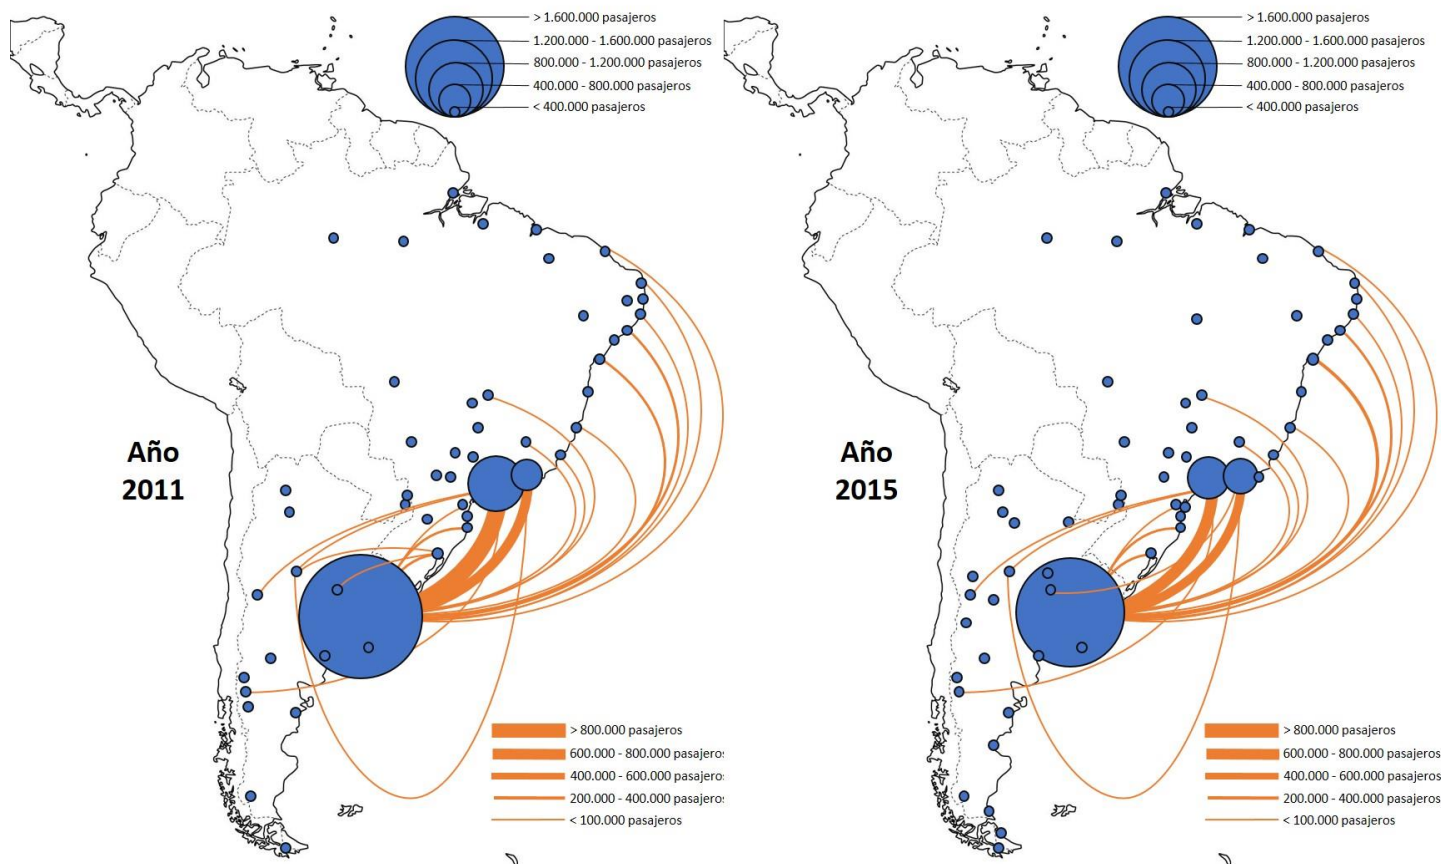 > 1.600.000 pasajeros
1.200.000 - 1.600.000 pasajeros
800.000 - 1.200.000 pasajeros
400.000 - 800.000 pasajeros
< 400.000 pasajeros
Año
2011
> 800.000 pasajeros
600.000 - 800.000 pasajeros
400.000 - 600.000 pasajeros
200.000 - 400.000 pasajeros
< 100.000 pasajeros
> 1.600.000 pasajeros
1.200.000 - 1.600.000 pasajeros
800.000 - 1.200.000 pasajeros
400.000 - 800.000 pasajeros
< 400.000 pasajeros
Año
2015
> 800.000 pasajeros
600.000 - 800.000 pasajeros
400.000 - 600.000 pasajeros
200.000 - 400.000 pasajeros
< 100.000 pasajeros